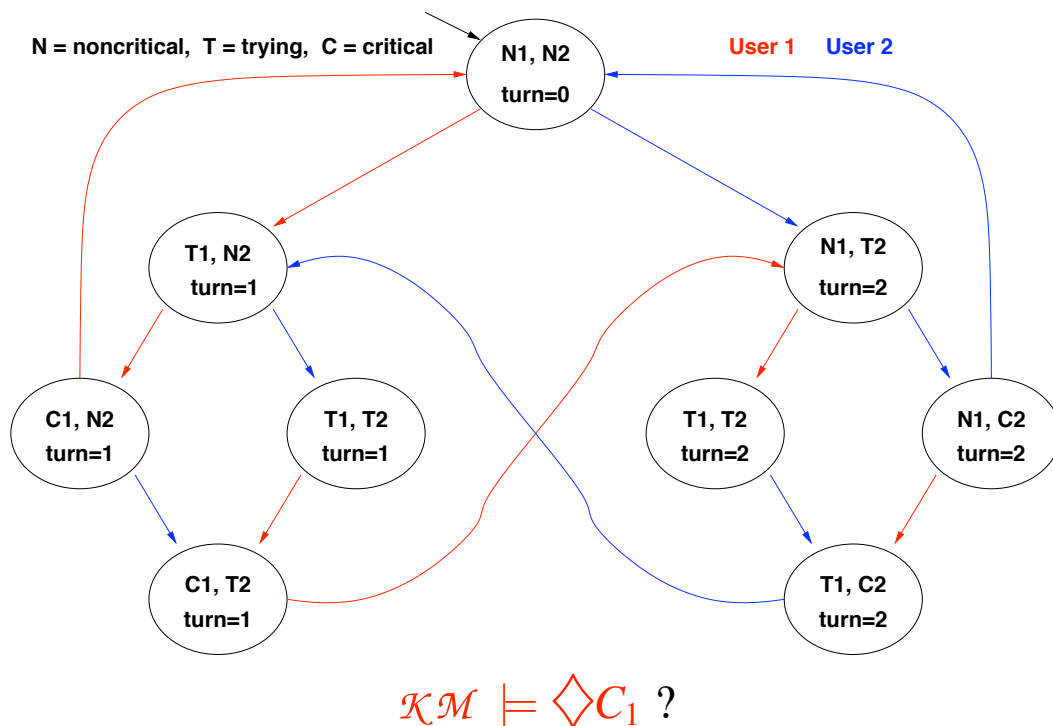 N = noncritical, T = trying, C = critical
User 1 User 2
N1, N2
turn=0
T1, N2
turn=1
N1, T2
turn=2
C1, N2
turn=1
T1, T2
turn=1
T1, T2
turn=2
N1, C2
turn=2
C1, T2
turn=1
T1, C2
turn=2
𝒦ℳ ⊨ ◇C₁ ?